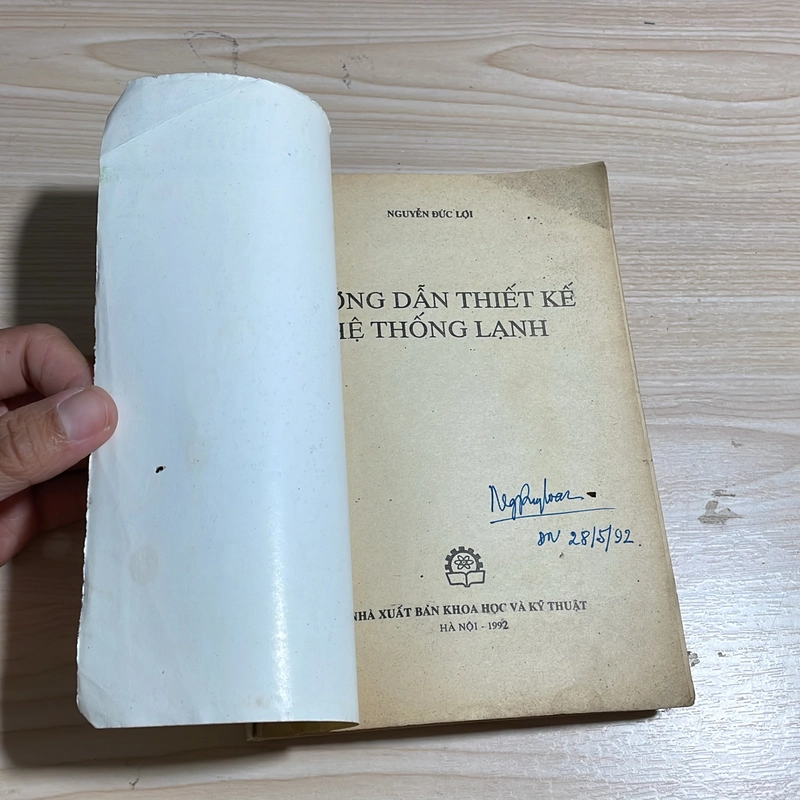 NGUYỄN ĐỨC LỢI
ỚNG DẪN THIẾT KẾ
HỆ THỐNG LẠNH
ĐN 28/5/92
NHÀ XUẤT BẢN KHOA HỌC VÀ KỸ THUẬT
HÀ NỘI - 1992